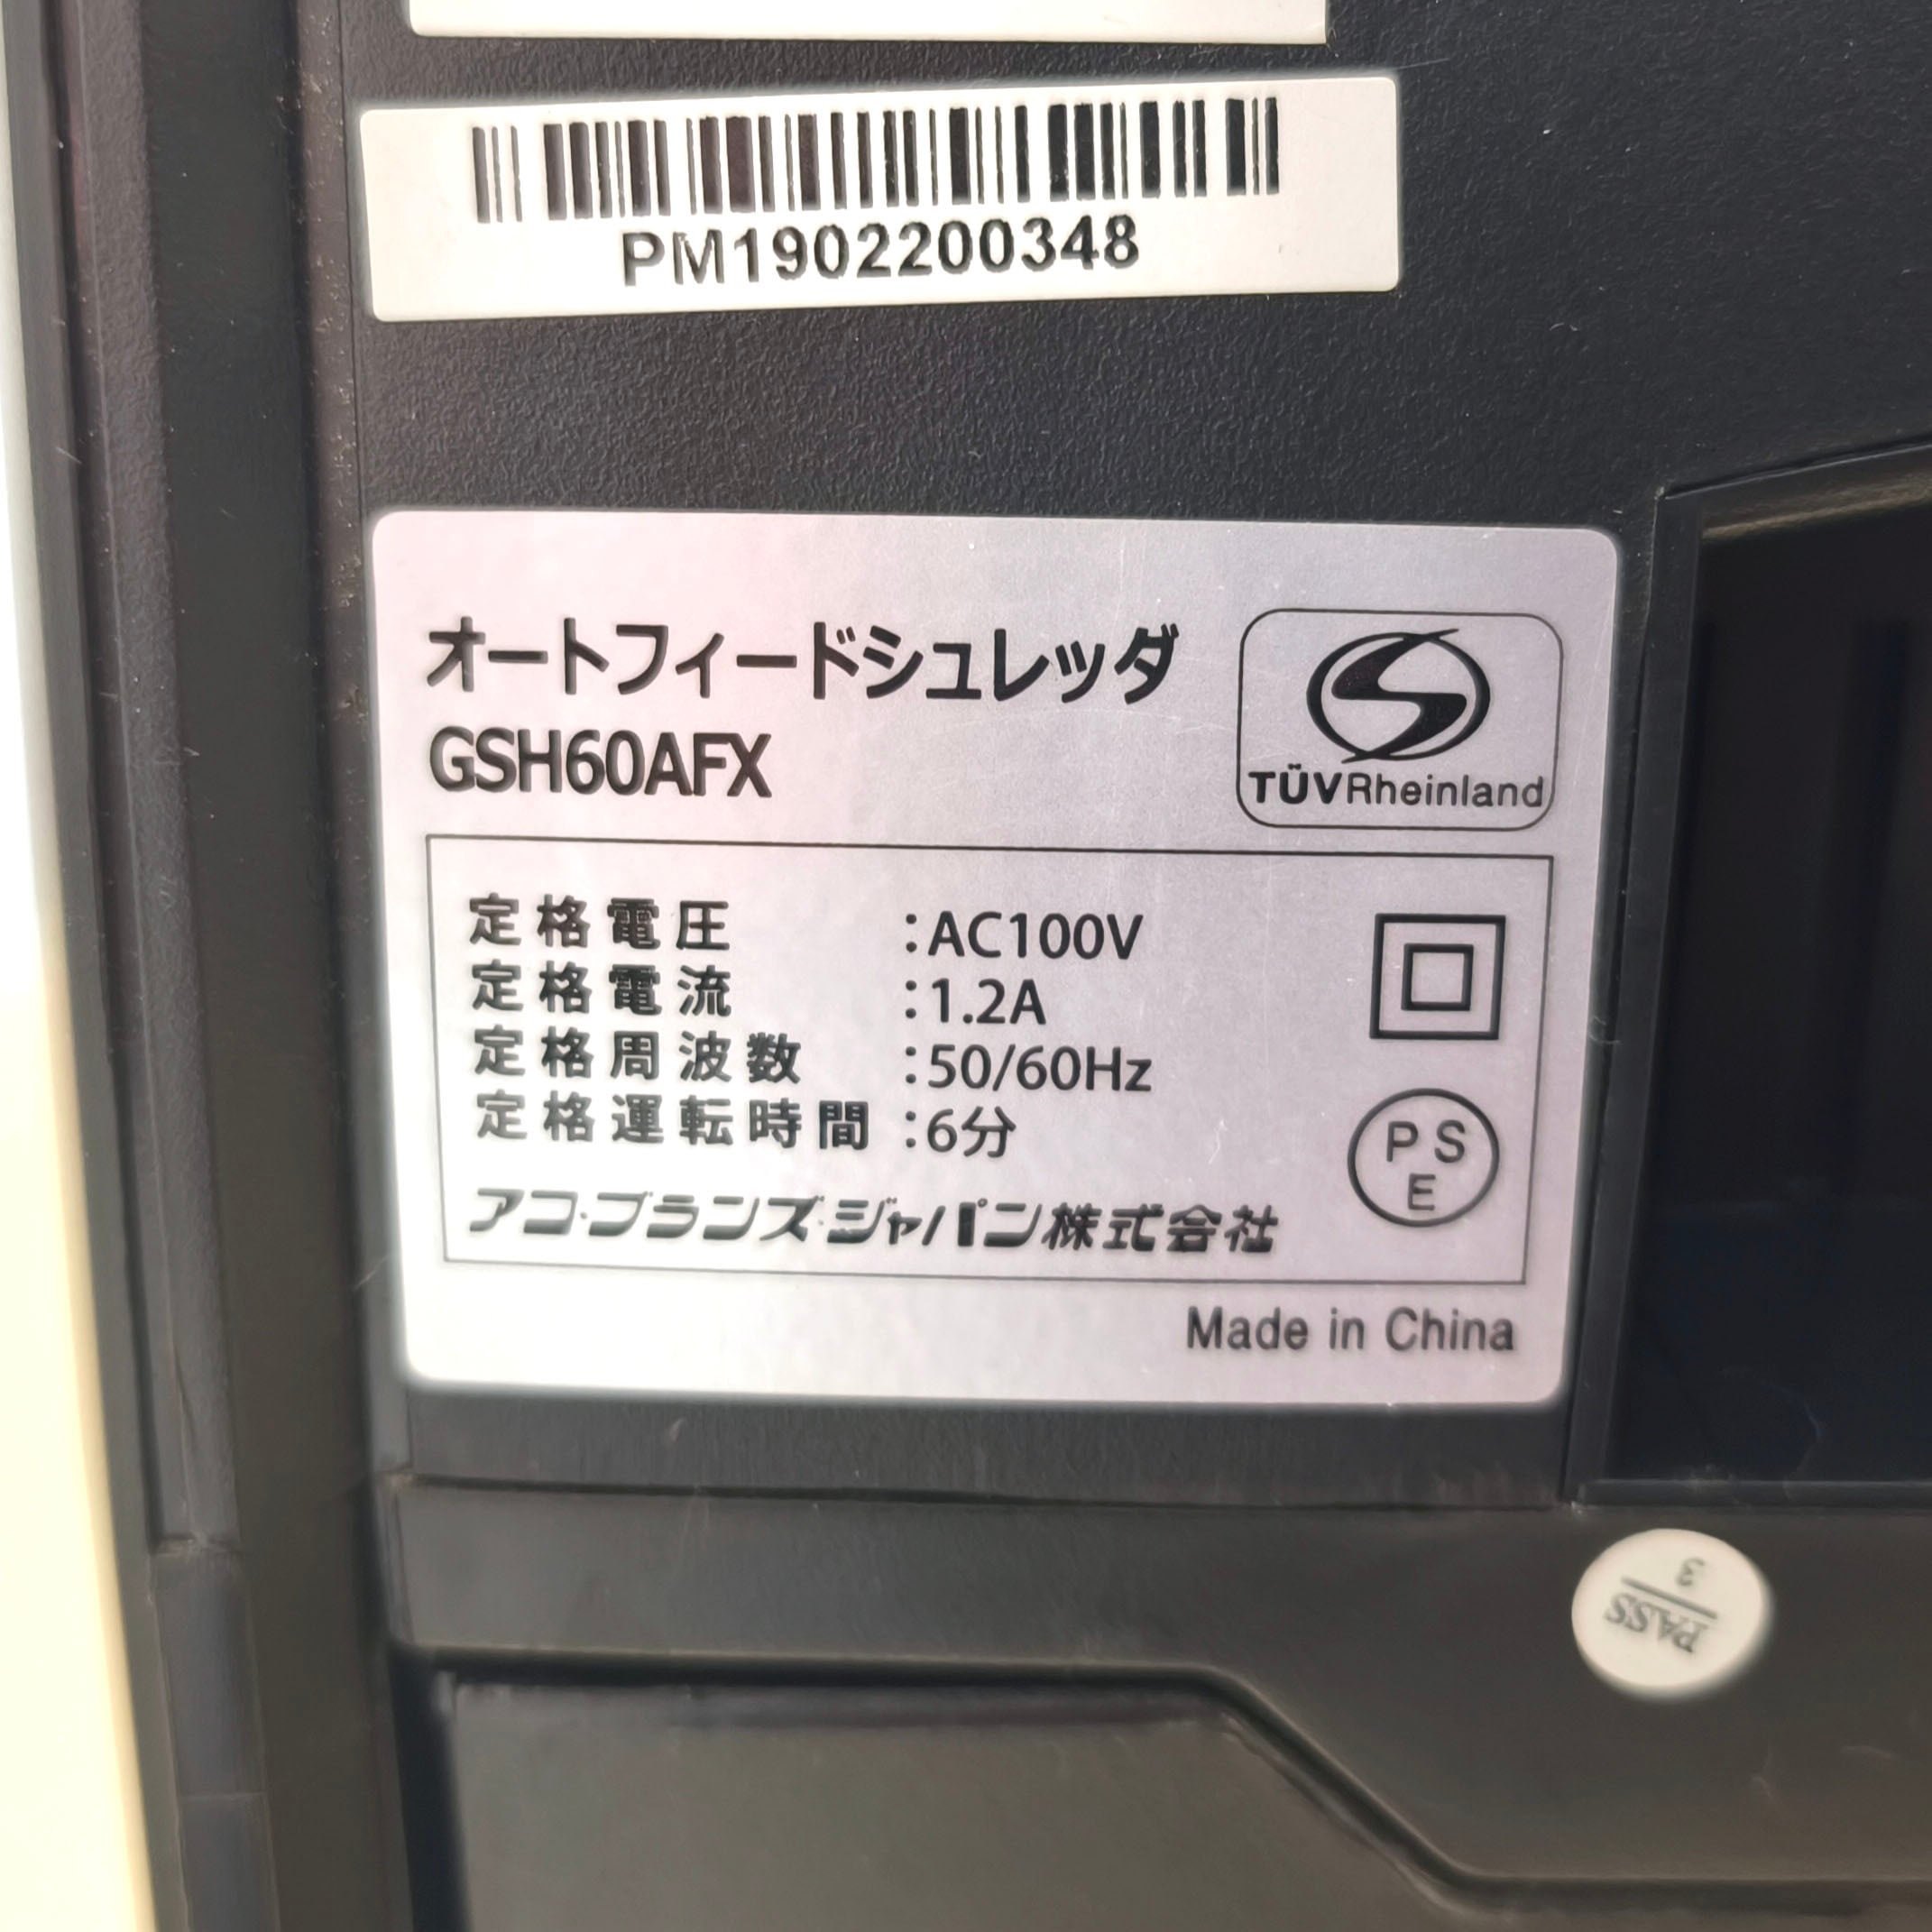 PM1902200348
オートフィードシュレッダ
GSH60AFX
TÜVRheinland
定格電圧 :AC100V
定格電流 :1.2A
定格周波数 :50/60Hz
定格運転時間 :6分
PS
E
アコ・ブランズ・ジャパン株式会社
Made in China
PASS
3